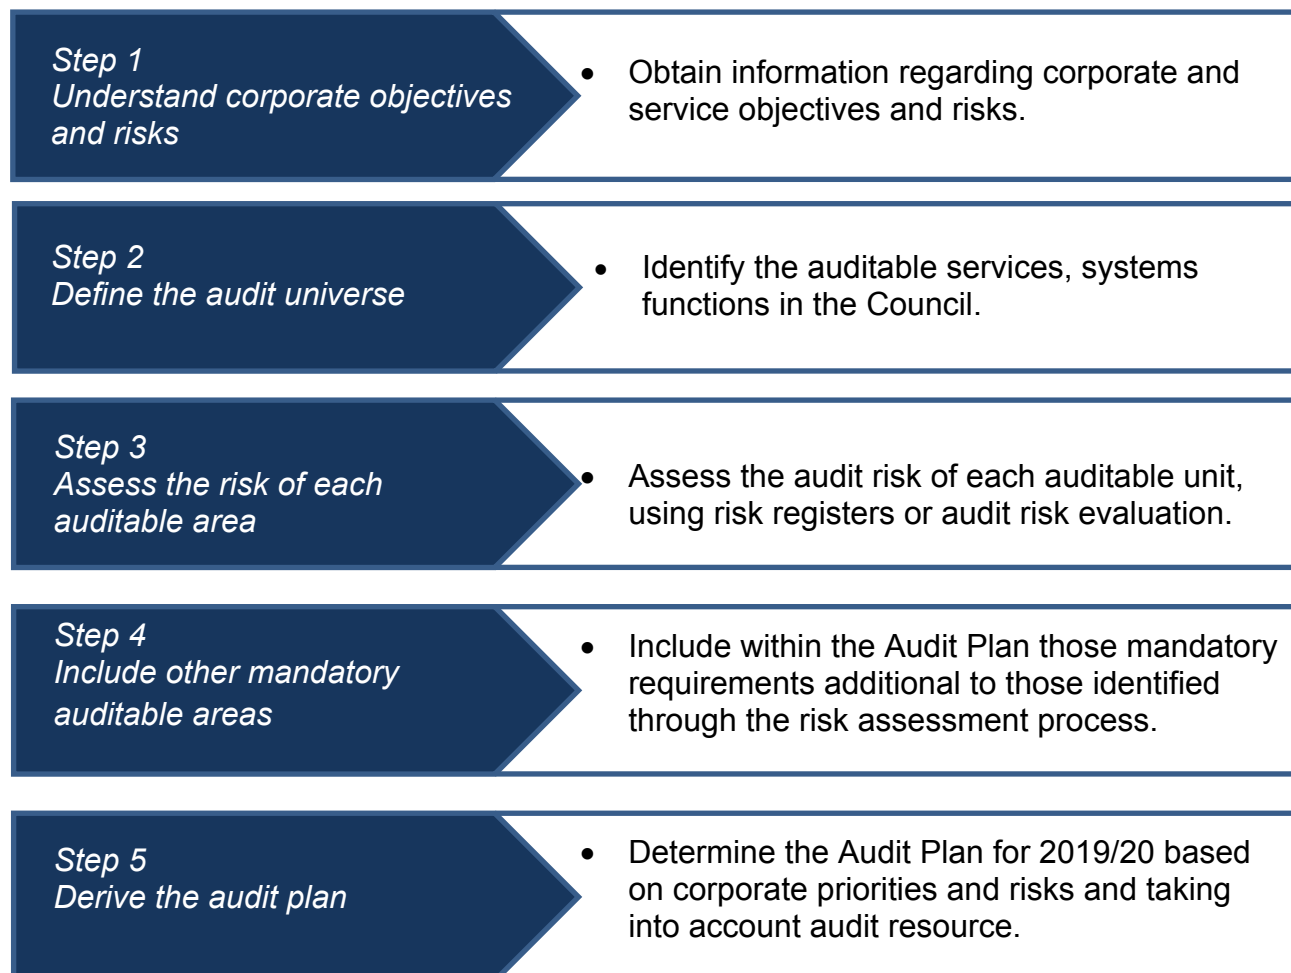 Step 1
Understand corporate objectives
and risks
• Obtain information regarding corporate and
service objectives and risks.
Step 2
Define the audit universe
• Identify the auditable services, systems
functions in the Council.
Step 3
Assess the risk of each
auditable area
• Assess the audit risk of each auditable unit,
using risk registers or audit risk evaluation.
Step 4
Include other mandatory
auditable areas
• Include within the Audit Plan those mandatory
requirements additional to those identified
through the risk assessment process.
Step 5
Derive the audit plan
• Determine the Audit Plan for 2019/20 based
on corporate priorities and risks and taking
into account audit resource.